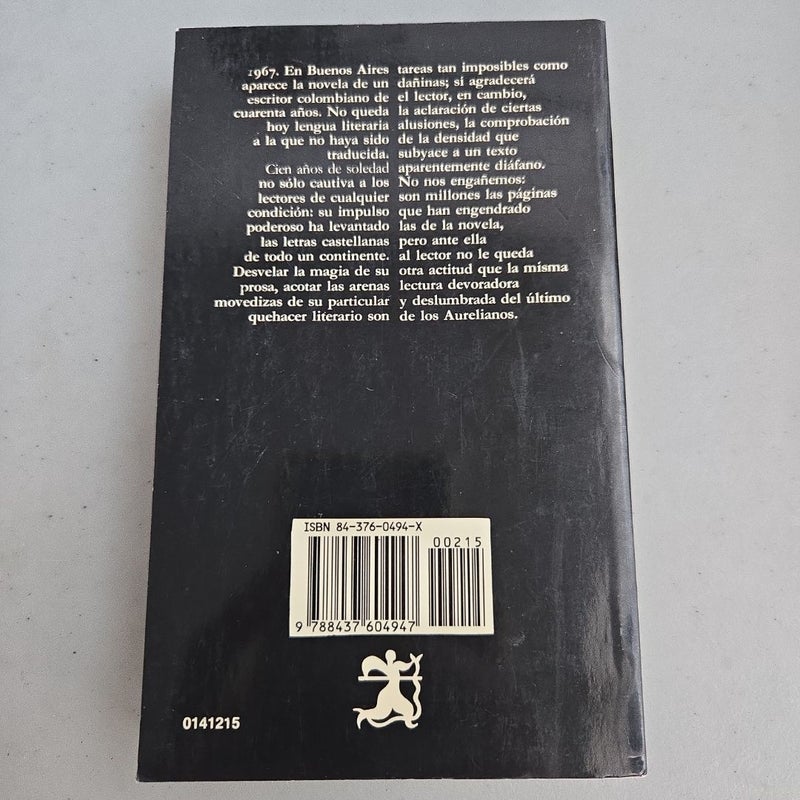 1967. En Buenos Aires
aparece la novela de un
escritor colombiano de
cuarenta años. No queda
hoy lengua literaria
a la que no haya sido
traducida.
Cien años de soledad
no sólo cautiva a los
lectores de cualquier
condición: su impulso
poderoso ha levantado
las letras castellanas
de todo un continente.
Desvelar la magia de su
prosa, acotar las arenas
movedizas de su particular
quehacer literario son
tareas tan imposibles como
dañinas; sí agradecerá
el lector, en cambio,
la aclaración de ciertas
alusiones, la comprobación
de la densidad que
subyace a un texto
aparentemente diáfano.
No nos engañemos:
son millones las páginas
que han engendrado
las de la novela,
pero ante ella
al lector no le queda
otra actitud que la misma
lectura devoradora
y deslumbrada del último
de los Aurelianos.
ISBN 84-376-0494-X
00215
9 788437 604947
0141215